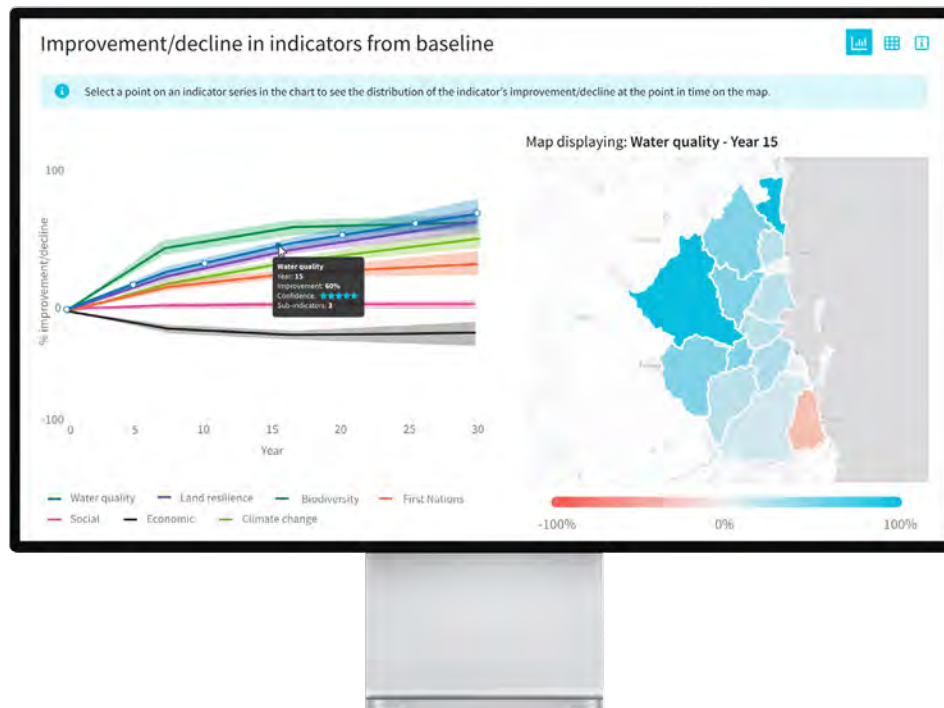 Improvement/decline in indicators from baseline
Select a point on an indicator series in the chart to see the distribution of the indicator's improvement/decline at the point in time on the map.
Map displaying: Water quality - Year 15
100
% improvement/decline
0
-100
Water quality
Year: 15
Improvement: 60%
Confidence: ★★★★★
Sub-indicators: 3
0 5 10 15 20 25 30
Year
Water quality Land resilience Biodiversity First Nations
Social Economic Climate change
-100% 0% 100%